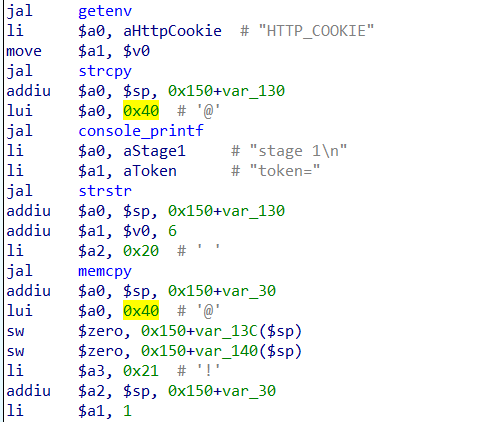 jal getenv
li $a0, aHttpCookie # "HTTP_COOKIE"
move $a1, $v0
jal strcpy
addiu $a0, $sp, 0x150+var_130
lui $a0, 0x40 # '@'
jal console_printf
li $a0, aStage1 # "stage 1\n"
li $a1, aToken # "token="
jal strstr
addiu $a0, $sp, 0x150+var_130
addiu $a1, $v0, 6
li $a2, 0x20 # ' '
jal memcpy
addiu $a0, $sp, 0x150+var_30
lui $a0, 0x40 # '@'
sw $zero, 0x150+var_13C($sp)
sw $zero, 0x150+var_140($sp)
li $a3, 0x21 # '!'
addiu $a2, $sp, 0x150+var_30
li $a1, 1